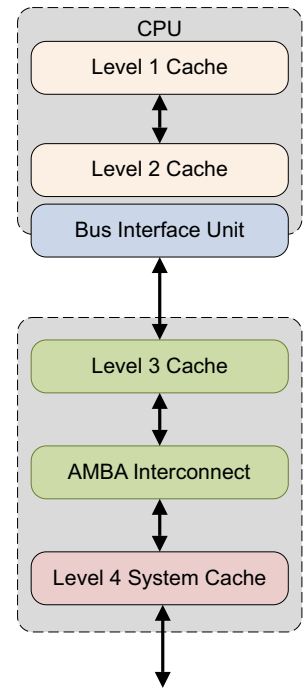 CPU
Level 1 Cache
Level 2 Cache
Bus Interface Unit
Level 3 Cache
AMBA Interconnect
Level 4 System Cache